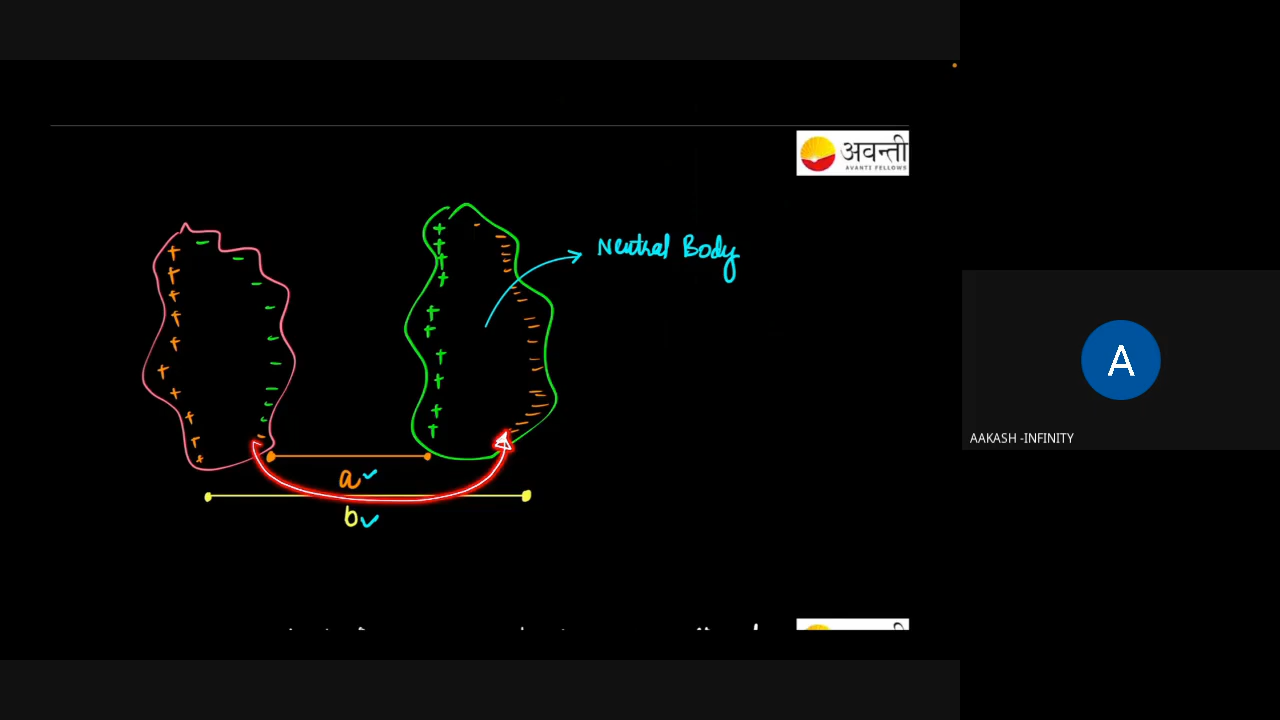 अवन्ती
AVANTI FELLOWS
Neutral Body
a
b
AAKASH -INFINITY
A